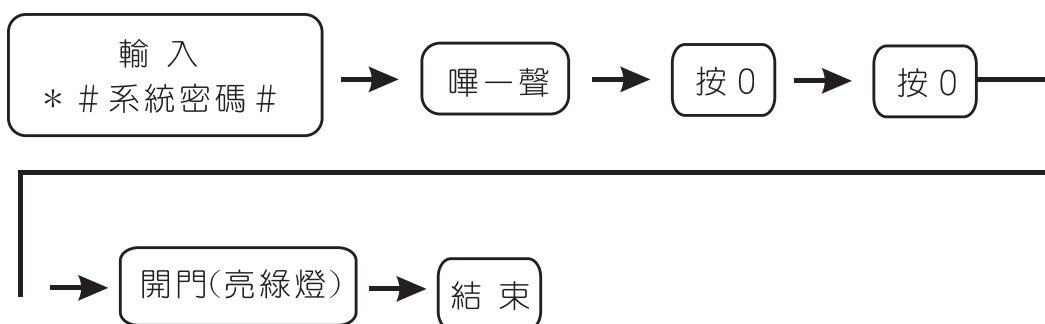 輸 入
* # 系統密碼 #
嗶一聲
按 0
按 0
開門(亮綠燈)
結 束